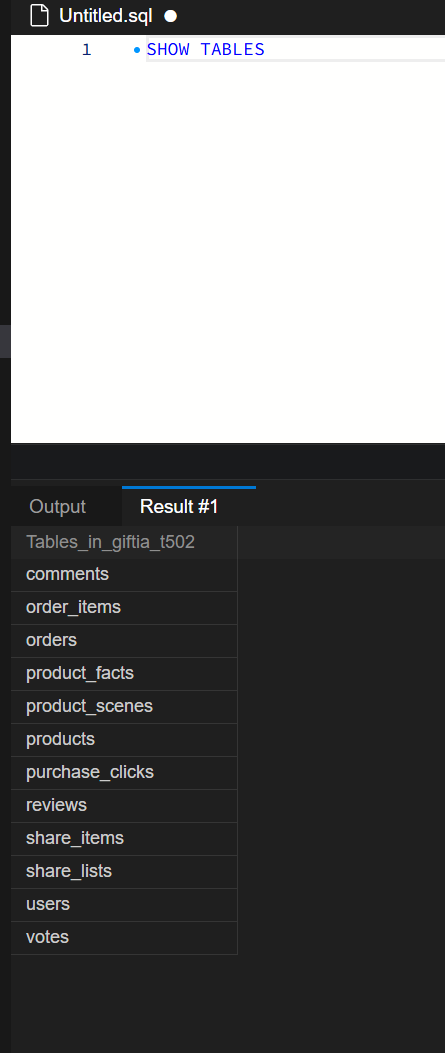 Untitled.sql
1 SHOW TABLES
Output Result #1
Tables_in_giftia_t502
comments
order_items
orders
product_facts
product_scenes
products
purchase_clicks
reviews
share_items
share_lists
users
votes